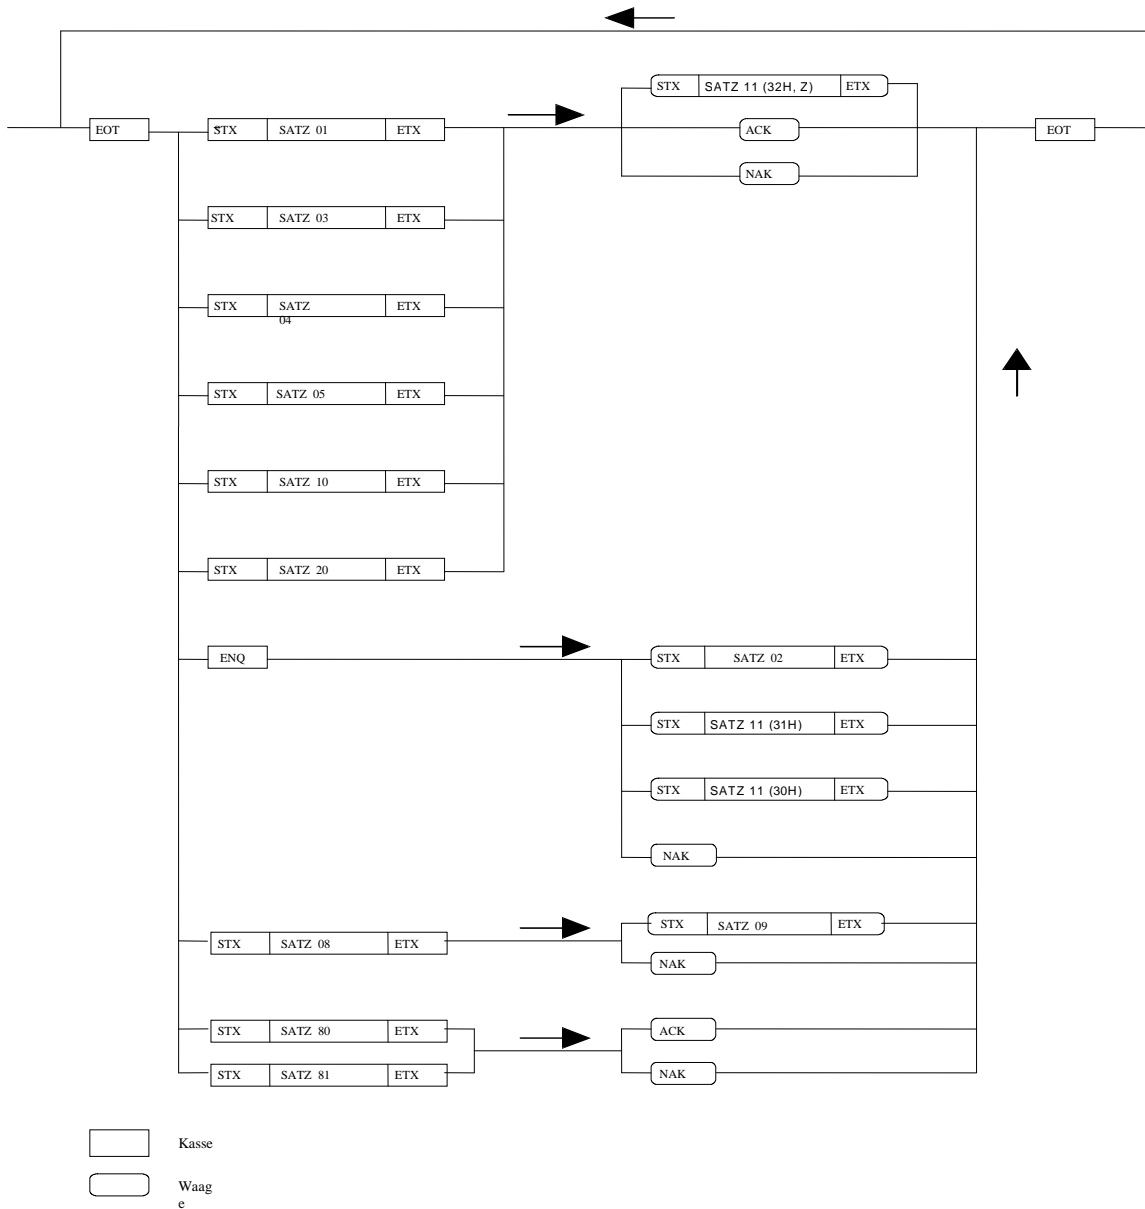 STX SATZ 11 (32H, Z) ETX
EOT STX SATZ 01 ETX ACK EOT
NAK
STX SATZ 03 ETX
STX SATZ ETX
04
STX SATZ 05 ETX
STX SATZ 10 ETX
STX SATZ 20 ETX
ENQ STX SATZ 02 ETX
STX SATZ 11 (31H) ETX
STX SATZ 11 (30H) ETX
NAK
STX SATZ 09 ETX
STX SATZ 08 ETX
NAK
STX SATZ 80 ETX ACK
STX SATZ 81 ETX NAK
Kasse
Waag
e